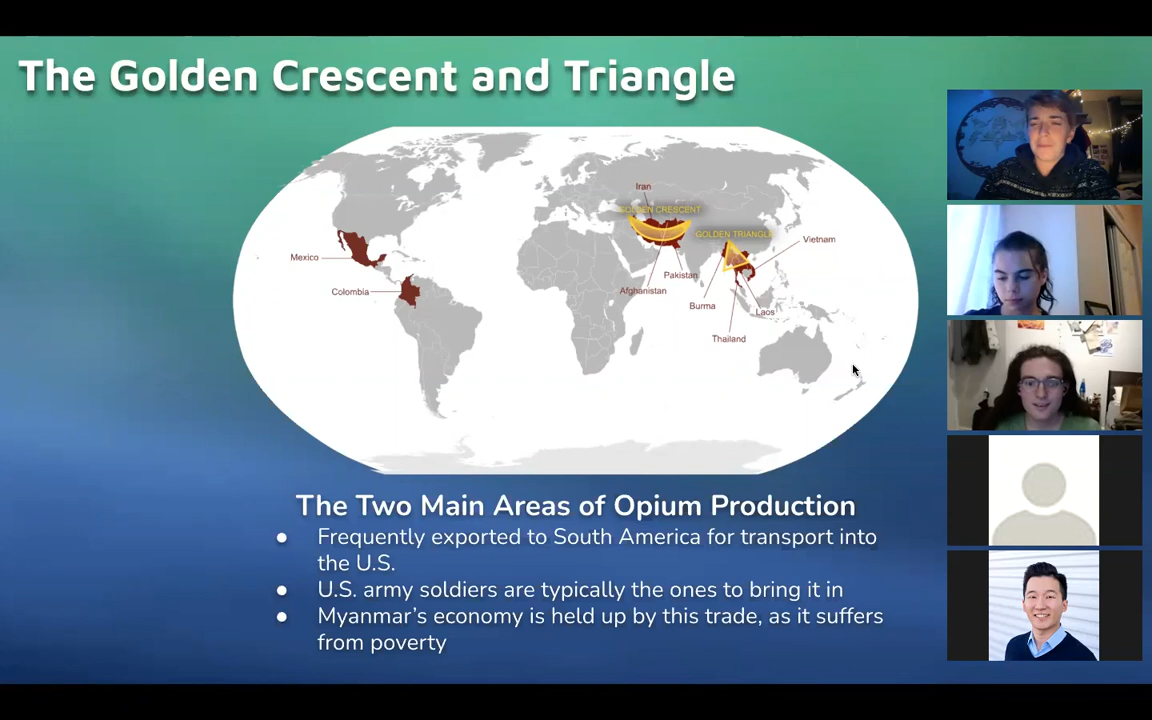 The Golden Crescent and Triangle
Iran
GOLDEN CRESCENT
GOLDEN TRIANGLE
Vietnam
Mexico
Pakistan
Colombia
Afghanistan
Burma
Laos
Thailand
The Two Main Areas of Opium Production
● Frequently exported to South America for transport into
the U.S.
● U.S. army soldiers are typically the ones to bring it in
● Myanmar's economy is held up by this trade, as it suffers
from poverty